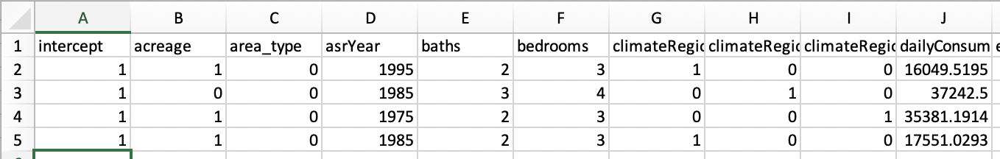 A B C D E F G H I J
1 intercept acreage area_type asrYear baths bedrooms climateRegic climateRegic climateRegic dailyConsum e
2 1 1 0 1995 2 3 1 0 0 16049.5195
3 1 0 0 1985 3 4 0 1 0 37242.5
4 1 1 0 1975 2 3 0 0 1 35381.1914
5 1 1 0 1985 2 3 1 0 0 17551.0293